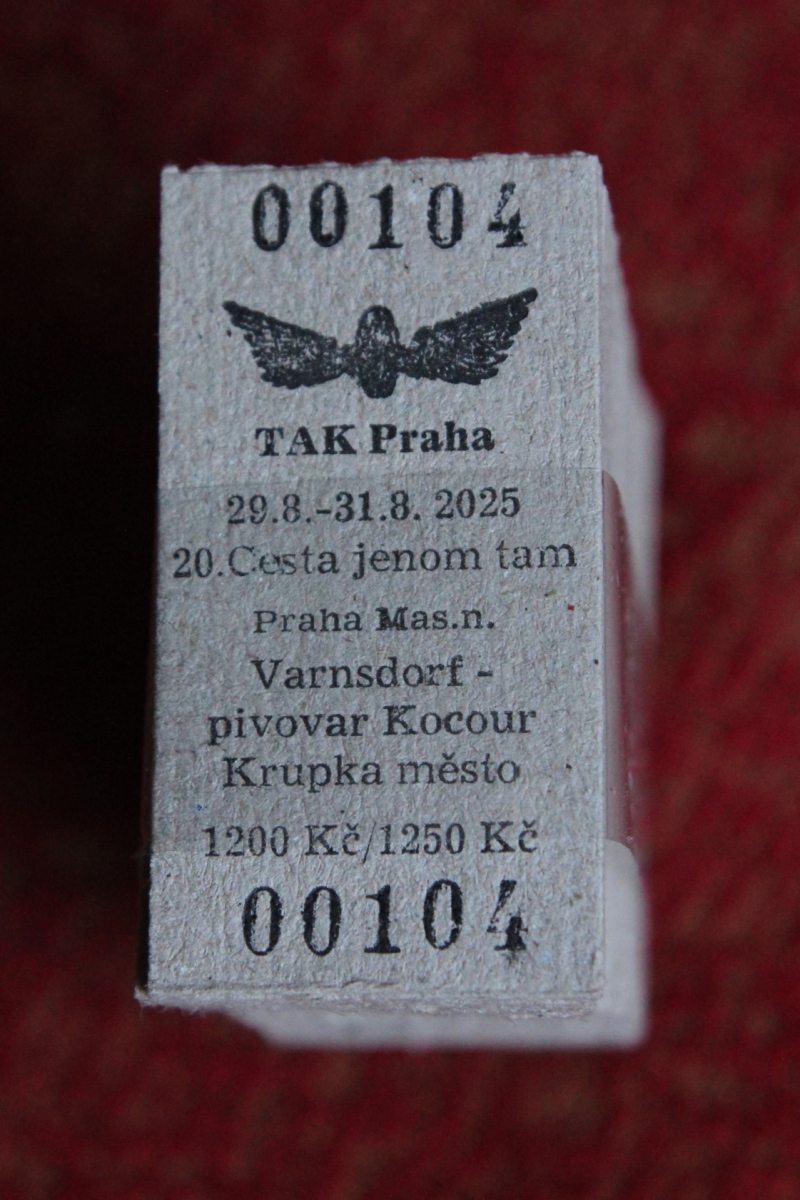 00104
TAK Praha
29.8.-31.8. 2025
20.Cesta jenom tam
Praha Mas.n.
Varnsdorf -
pivovar Kocour
Krupka město
1200 Kč/1250 Kč
00104